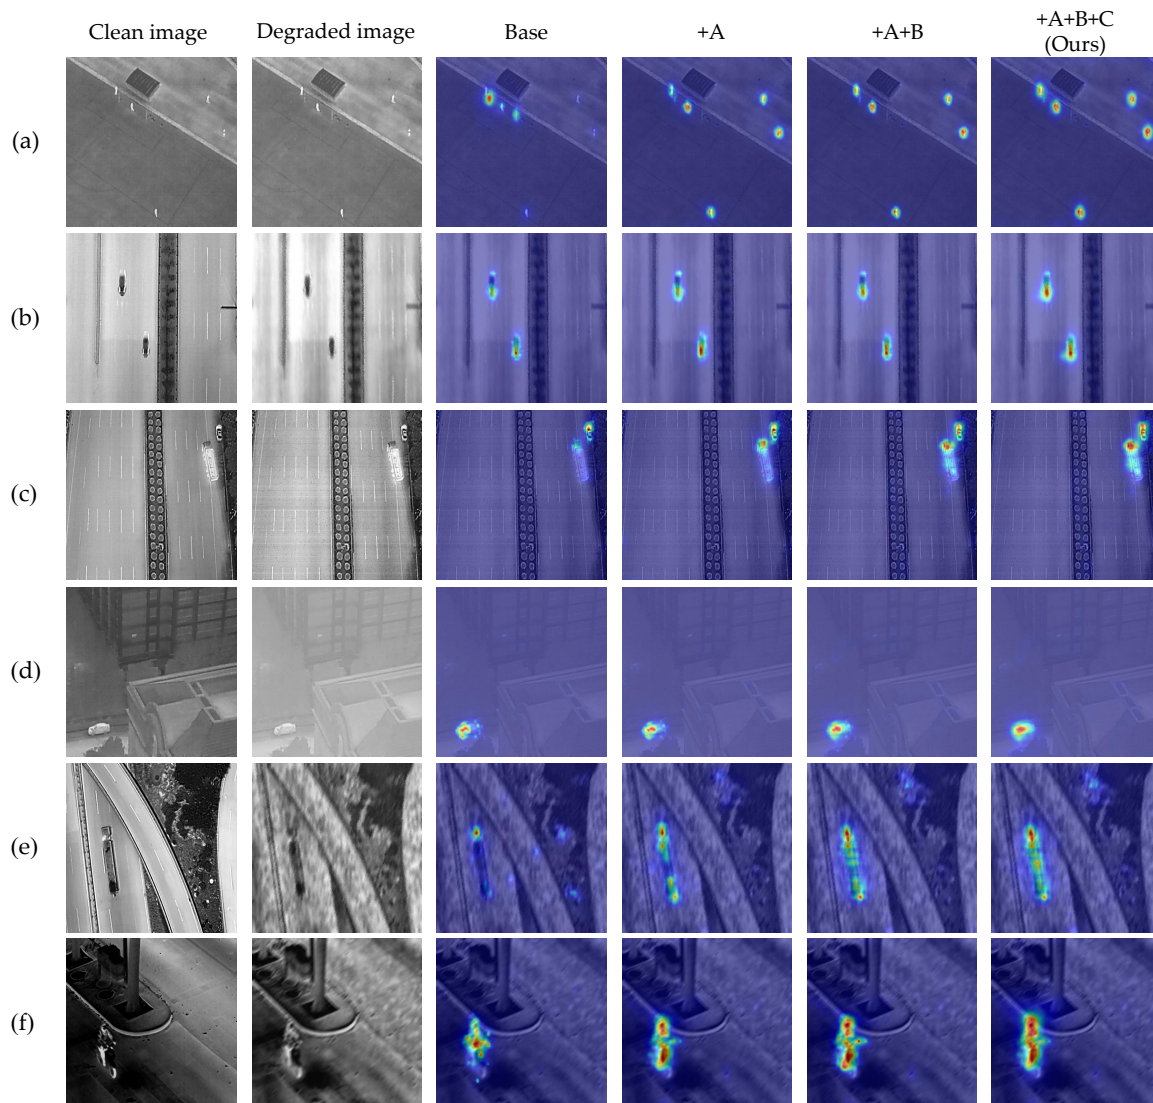 Clean image
Degraded image
Base
+A
+A+B
+A+B+C
(Ours)
(a)
(b)
(c)
(d)
(e)
(f)